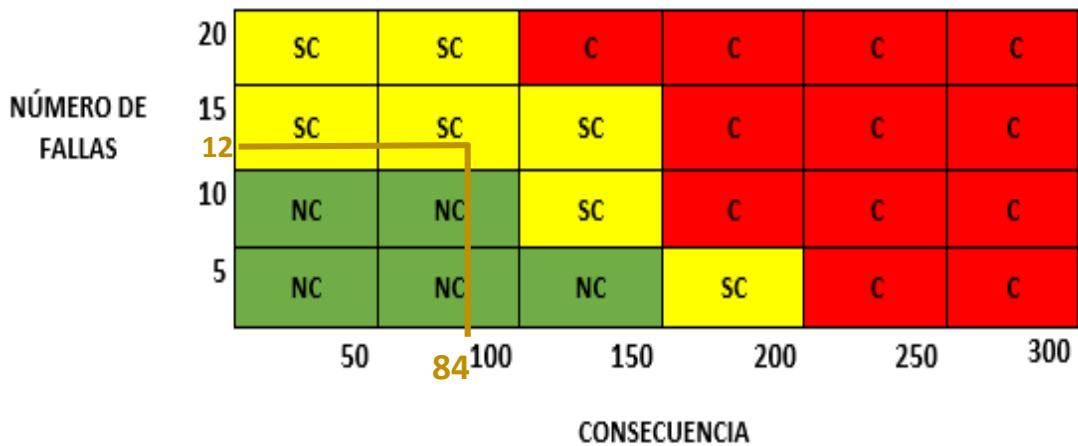 20 SC SC C C C C
NÚMERO DE
FALLAS
15 SC SC SC C C C
12
10 NC NC SC C C C
5 NC NC NC SC C C
50 100 150 200 250 300
84
CONSECUENCIA